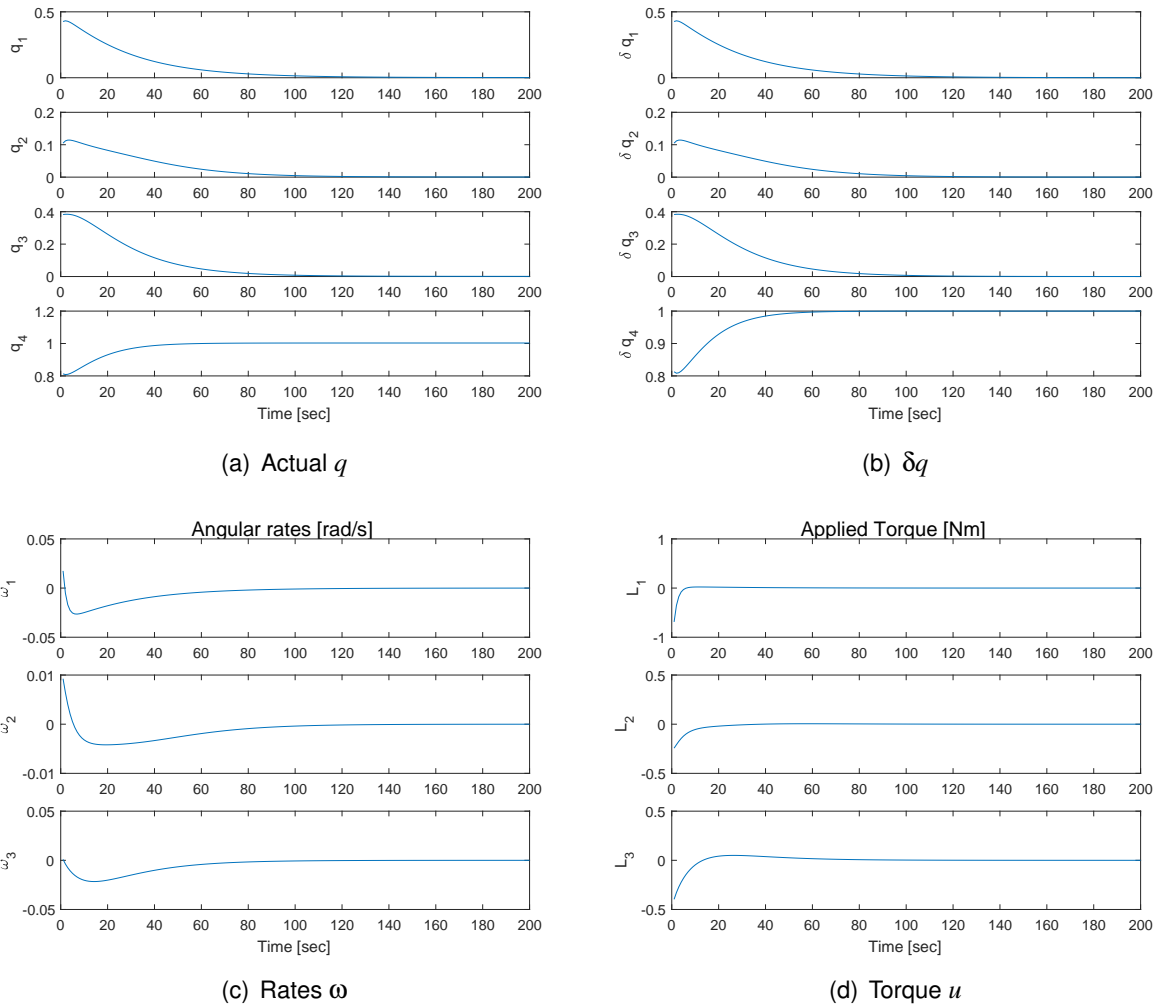 0.5
0
q1
0 20 40 60 80 100 120 140 160 180 200
0.2
0.1
0
q2
0 20 40 60 80 100 120 140 160 180 200
0.4
0.2
0
q3
0 20 40 60 80 100 120 140 160 180 200
1.2
1
0.8
q4
0 20 40 60 80 100 120 140 160 180 200
Time [sec]
(a) Actual q
0.5
0
δ q1
0 20 40 60 80 100 120 140 160 180 200
0.2
0.1
0
δ q2
0 20 40 60 80 100 120 140 160 180 200
0.4
0.2
0
δ q3
0 20 40 60 80 100 120 140 160 180 200
1
0.9
0.8
δ q4
0 20 40 60 80 100 120 140 160 180 200
Time [sec]
(b) δq
Angular rates [rad/s]
0.05
0
-0.05
ω1
0 20 40 60 80 100 120 140 160 180 200
0.01
0
-0.01
ω2
0 20 40 60 80 100 120 140 160 180 200
0.05
0
-0.05
ω3
0 20 40 60 80 100 120 140 160 180 200
Time [sec]
(c) Rates ω
Applied Torque [Nm]
1
0
-1
L1
0 20 40 60 80 100 120 140 160 180 200
0.5
0
-0.5
L2
0 20 40 60 80 100 120 140 160 180 200
0.5
0
-0.5
L3
0 20 40 60 80 100 120 140 160 180 200
Time [sec]
(d) Torque u